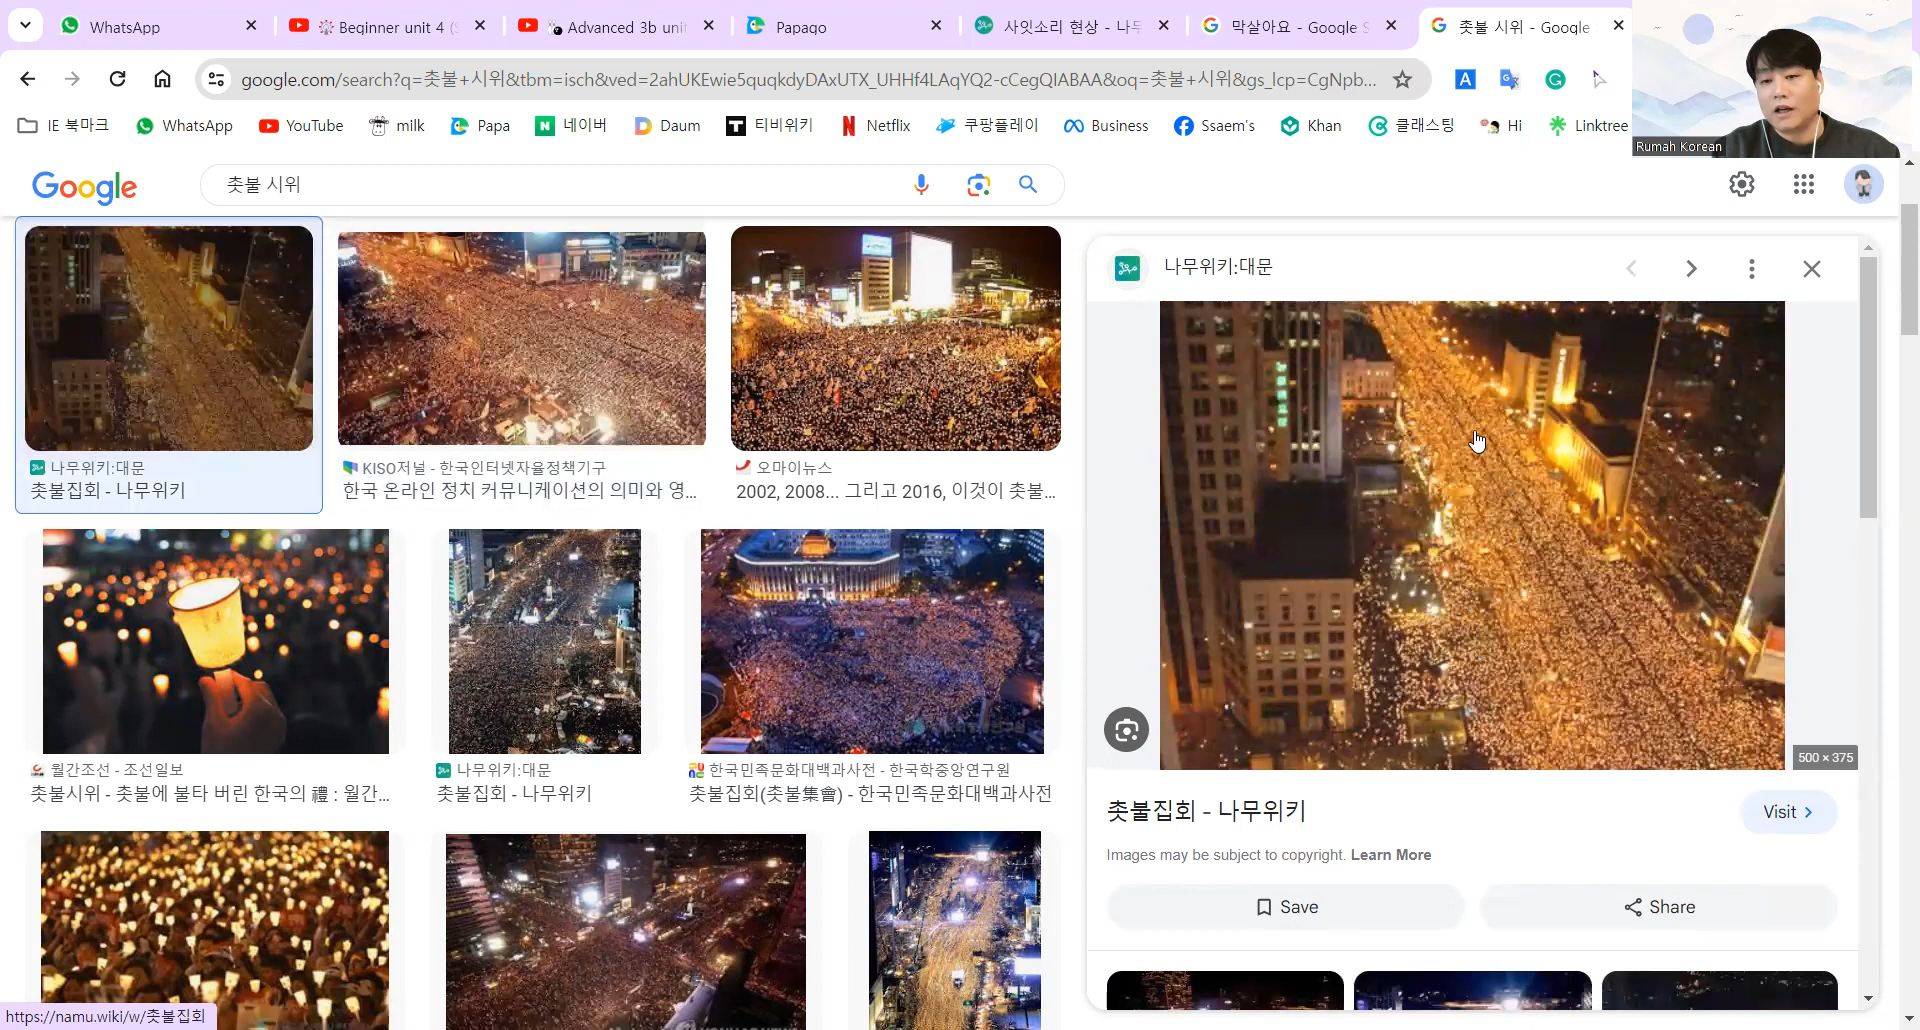 WhatsApp
Beginner unit 4 (S
Advanced 3b unit
Papago
사잇소리 현상 - 나무
막살아요 - Google S
촛불 시위 - Google
google.com/search?q=촛불+시위&tbm=isch&ved=2ahUKEwie5quqkdyDAxUTX_UHHf4LAqYQ2-cCegQIABAA&oq=촛불+시위&gs_lcp=CgNpb...
IE 북마크
WhatsApp
YouTube
milk
Papa
네이버
Daum
티비위키
Netflix
쿠팡플레이
Business
Ssaem's
Khan
클래스팅
Hi
Linktree
Rumah Korean
Google
촛불 시위
나무위키:대문
촛불집회 - 나무위키
KISO저널 - 한국인터넷자율정책기구
한국 온라인 정치 커뮤니케이션의 의미와 영...
오마이뉴스
2002, 2008... 그리고 2016, 이것이 촛불...
나무위키:대문
500 × 375
월간조선 - 조선일보
촛불시위 - 촛불에 불타 버린 한국의 禮 : 월간...
나무위키:대문
촛불집회 - 나무위키
한국민족문화대백과사전 - 한국학중앙연구원
촛불집회(촛불集會) - 한국민족문화대백과사전
촛불집회 - 나무위키
Visit
Images may be subject to copyright. Learn More
Save
Share
https://namu.wiki/w/촛불집회